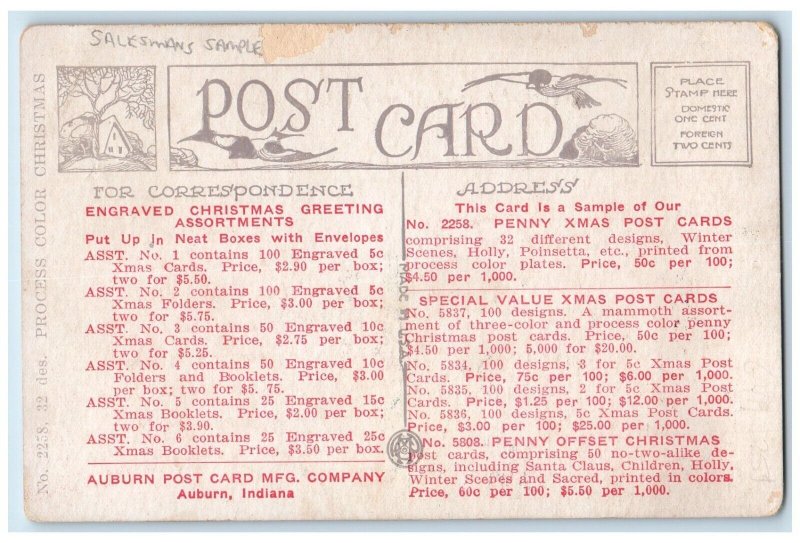 SALESMANS SAMPLE
POST CARD
PLACE
STAMP HERE
DOMESTIC
ONE CENT
FOREIGN
TWO CENTS
No. 2258, 32 des. PROCESS COLOR CHRISTMAS
FOR CORRESPONDENCE
ENGRAVED CHRISTMAS GREETING
ASSORTMENTS
Put Up in Neat Boxes with Envelopes
ASST. No. 1 contains 100 Engraved 5c
Xmas Cards. Price, $2.90 per box;
two for $5.50.
ASST. No. 2 contains 100 Engraved 5c
Xmas Folders. Price, $3.00 per box;
two for $5.75.
ASST. No. 3 contains 50 Engraved 10c
Xmas Cards. Price, $2.75 per box;
two for $5.25.
ASST. No. 4 contains 50 Engraved 10c
Folders and Booklets. Price, $3.00
per box; two for $5. 75.
ASST. No. 5 contains 25 Engraved 15c
Xmas Booklets. Price, $2.00 per box;
two for $3.90.
ASST. No. 6 contains 25 Engraved 25c
Xmas Booklets. Price, $3.50 per box.
AUBURN POST CARD MFG. COMPANY
Auburn, Indiana
MADE IN U.S.A.
ADDRESS
This Card Is a Sample of Our
No. 2258. PENNY XMAS POST CARDS
comprising 32 different designs, Winter
Scenes, Holly, Poinsetta, etc., printed from
process color plates. Price, 50c per 100;
$4.50 per 1,000.
SPECIAL VALUE XMAS POST CARDS
No. 5837, 100 designs. A mammoth assort-
ment of three-color and process color penny
Christmas post cards. Price, 50c per 100;
$4.50 per 1,000; 5,000 for $20.00.
No. 5834, 100 designs, 3 for 5c Xmas Post
Cards. Price, 75c per 100; $6.00 per 1,000.
No. 5835, 100 designs, 2 for 5c Xmas Post
Cards. Price, $1.25 per 100; $12.00 per 1,000.
No. 5836, 100 designs, 5c Xmas Post Cards.
Price, $3.00 per 100; $25.00 per 1,000.
No. 5808. PENNY OFFSET CHRISTMAS
post cards, comprising 50 no-two-alike de-
signs, including Santa Claus, Children, Holly,
Winter Scenes and Sacred, printed in colors.
Price, 60c per 100; $5.50 per 1,000.